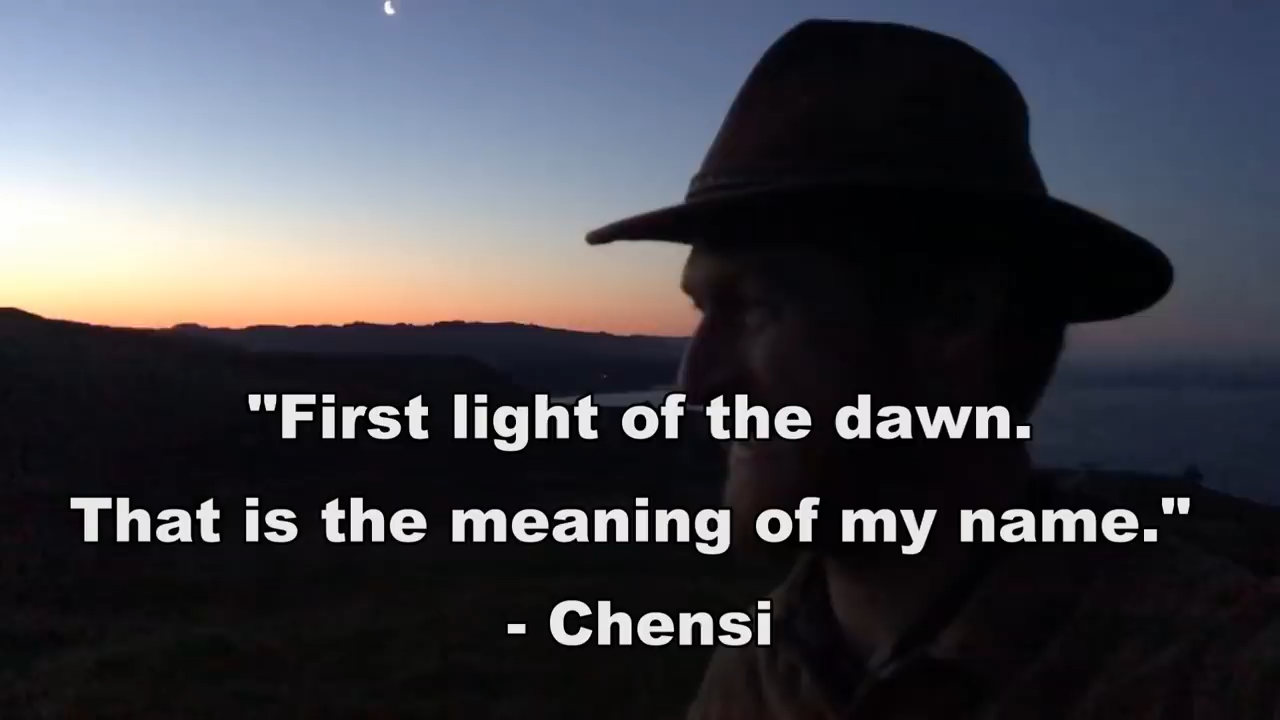 "First light of the dawn.
That is the meaning of my name."
- Chensi